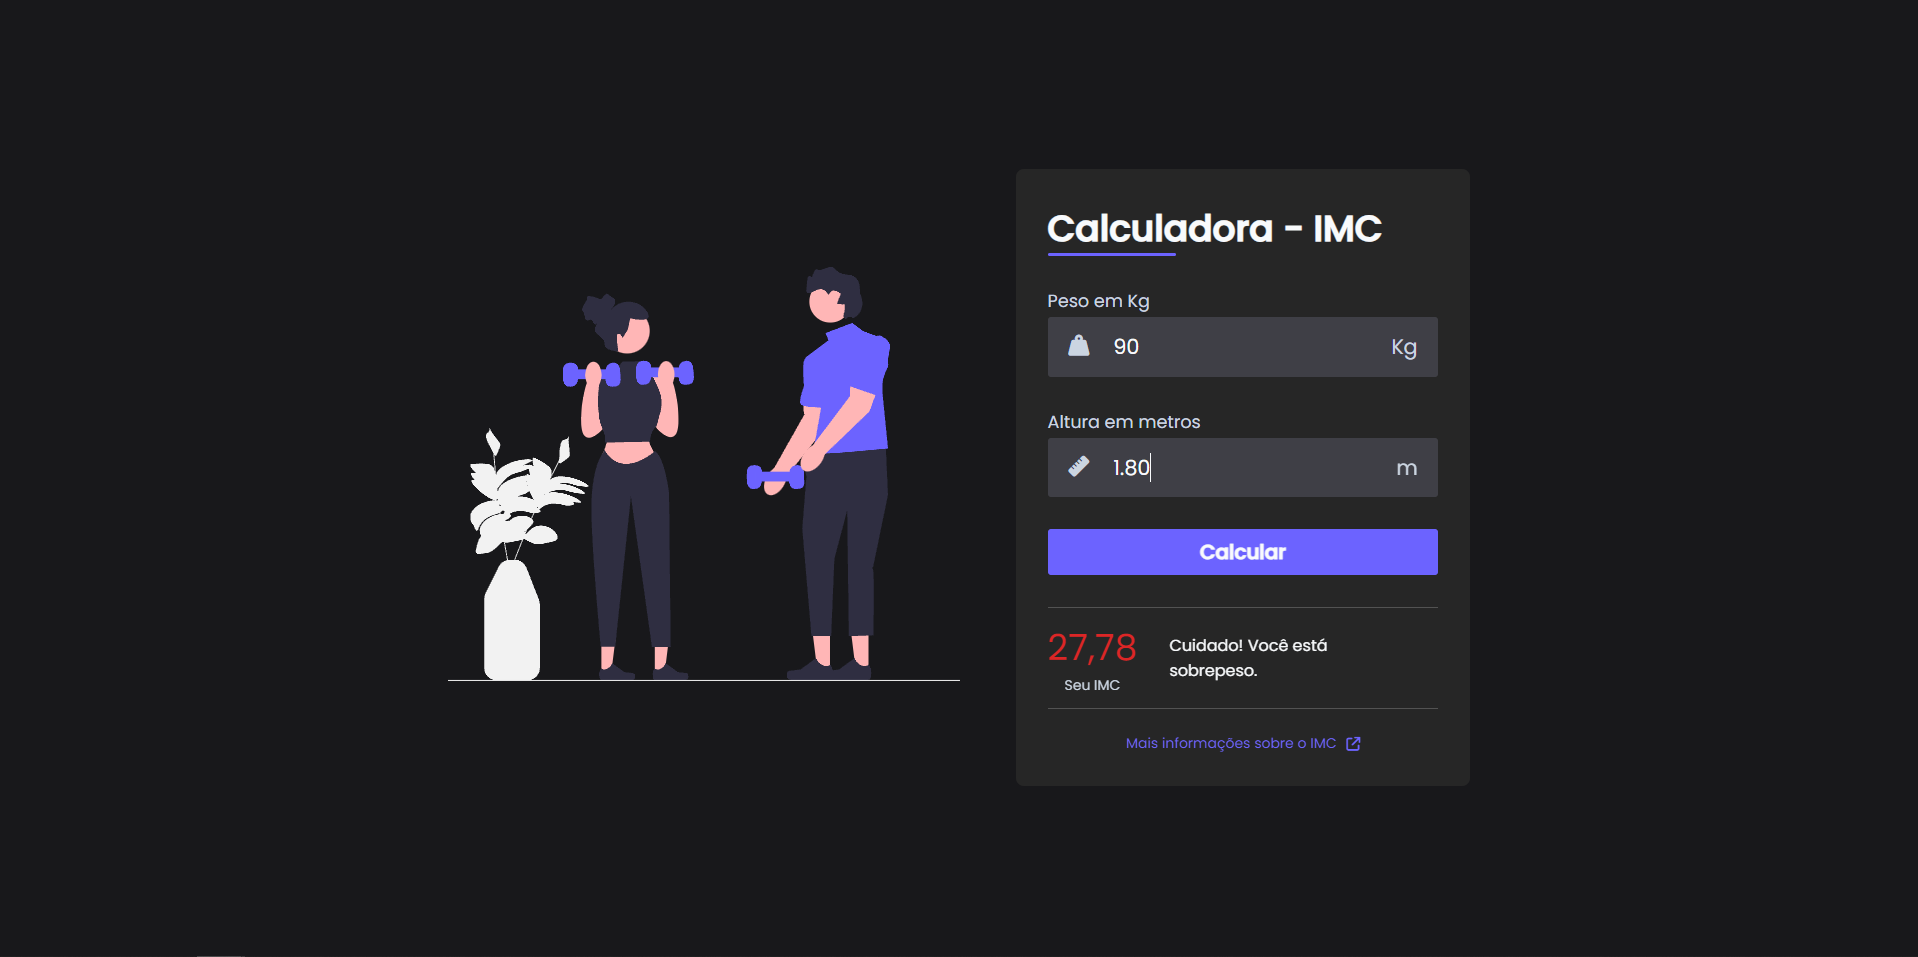 Calculadora - IMC
Peso em Kg
90 Kg
Altura em metros
1.80 m
Calcular
27,78
Seu IMC
Cuidado! Você está
sobrepeso.
Mais informações sobre o IMC